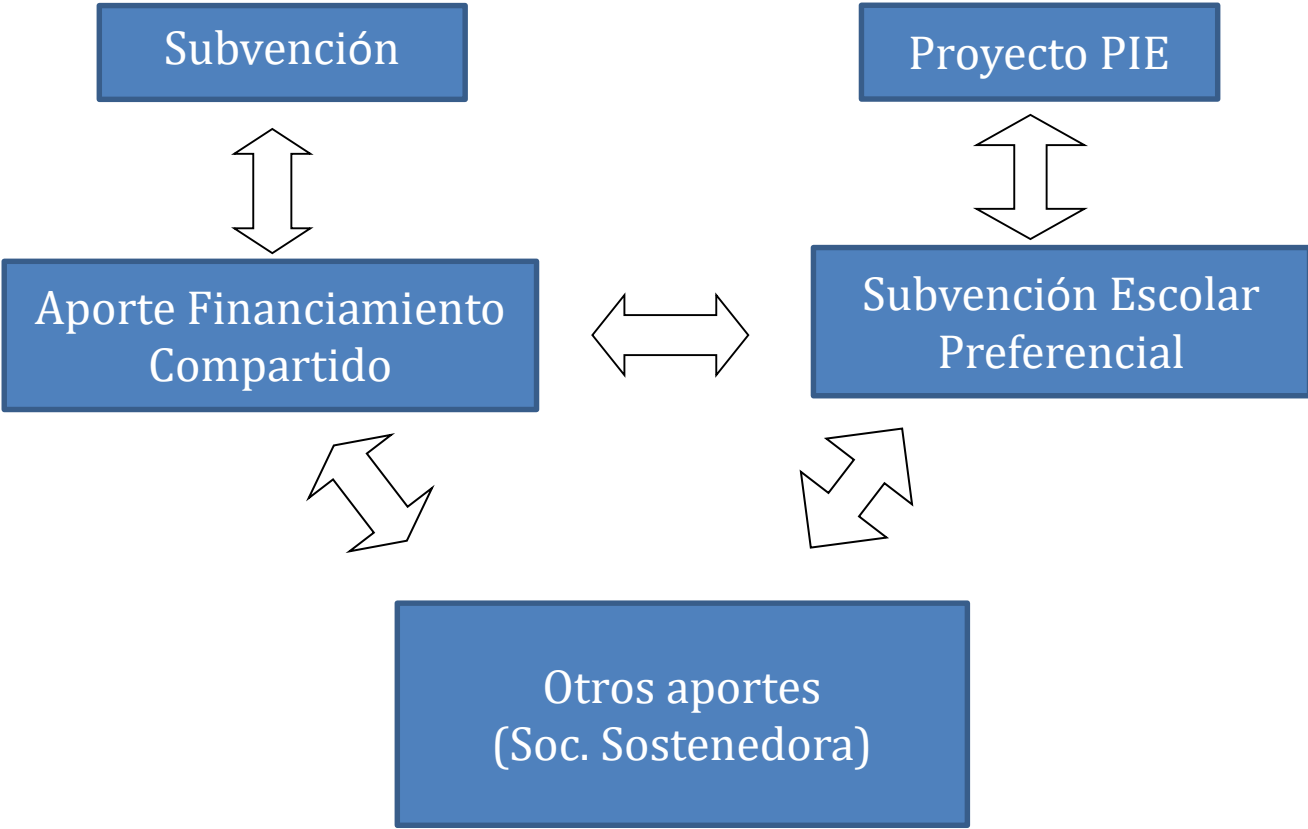 Subvención
Proyecto PIE
Aporte Financiamiento
Compartido
Subvención Escolar
Preferencial
Otros aportes
(Soc. Sostenedora)